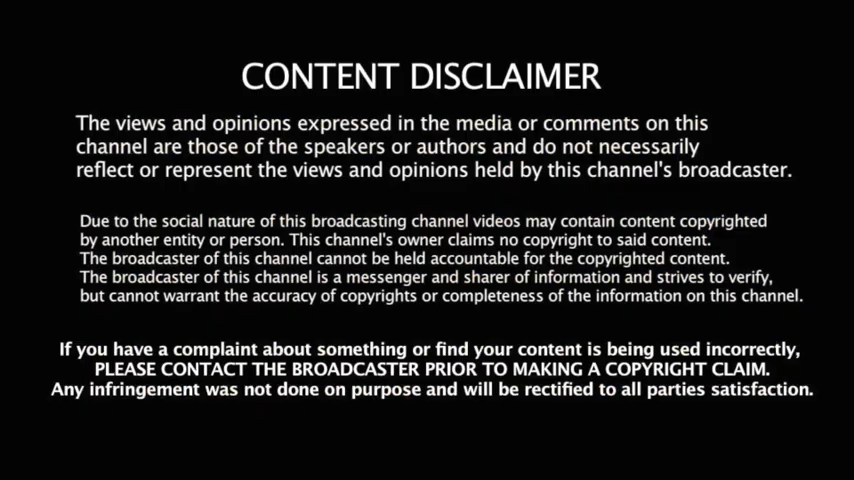 CONTENT DISCLAIMER
The views and opinions expressed in the media or comments on this
channel are those of the speakers or authors and do not necessarily
reflect or represent the views and opinions held by this channel's broadcaster.
Due to the social nature of this broadcasting channel videos may contain content copyrighted
by another entity or person. This channel's owner claims no copyright to said content.
The broadcaster of this channel cannot be held accountable for the copyrighted content.
The broadcaster of this channel is a messenger and sharer of information and strives to verify,
but cannot warrant the accuracy of copyrights or completeness of the information on this channel.
If you have a complaint about something or find your content is being used incorrectly,
PLEASE CONTACT THE BROADCASTER PRIOR TO MAKING A COPYRIGHT CLAIM.
Any infringement was not done on purpose and will be rectified to all parties satisfaction.